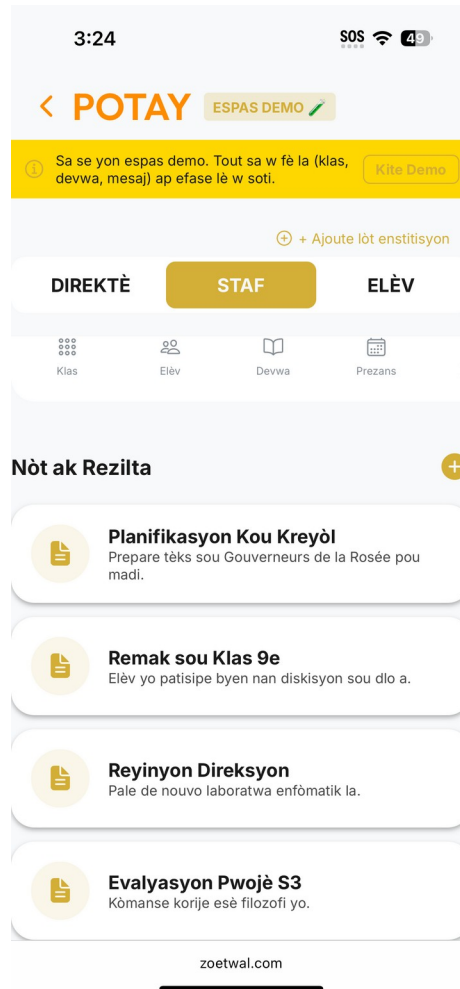 3:24
SOS
49
POTAY
ESPAS DEMO
Sa se yon espas demo. Tout sa w fè la (klas,
devwa, mesaj) ap efase lè w soti.
Kite Demo
+ Ajoute lòt enstitisyon
DIREKTÈ
STAF
ELÈV
Klas
Elèv
Devwa
Prezans
Nòt ak Rezilta
Planifikasyon Kou Kreyòl
Prepare tèks sou Gouverneurs de la Rosée pou
madi.
Remak sou Klas 9e
Elèv yo patisipe byen nan diskisyon sou dlo a.
Reyinyon Direksyon
Pale de nouvo laboratwa enfòmatik la.
Evalyasyon Pwojè S3
Kòmanse korije esè filozofi yo.
zoetwal.com